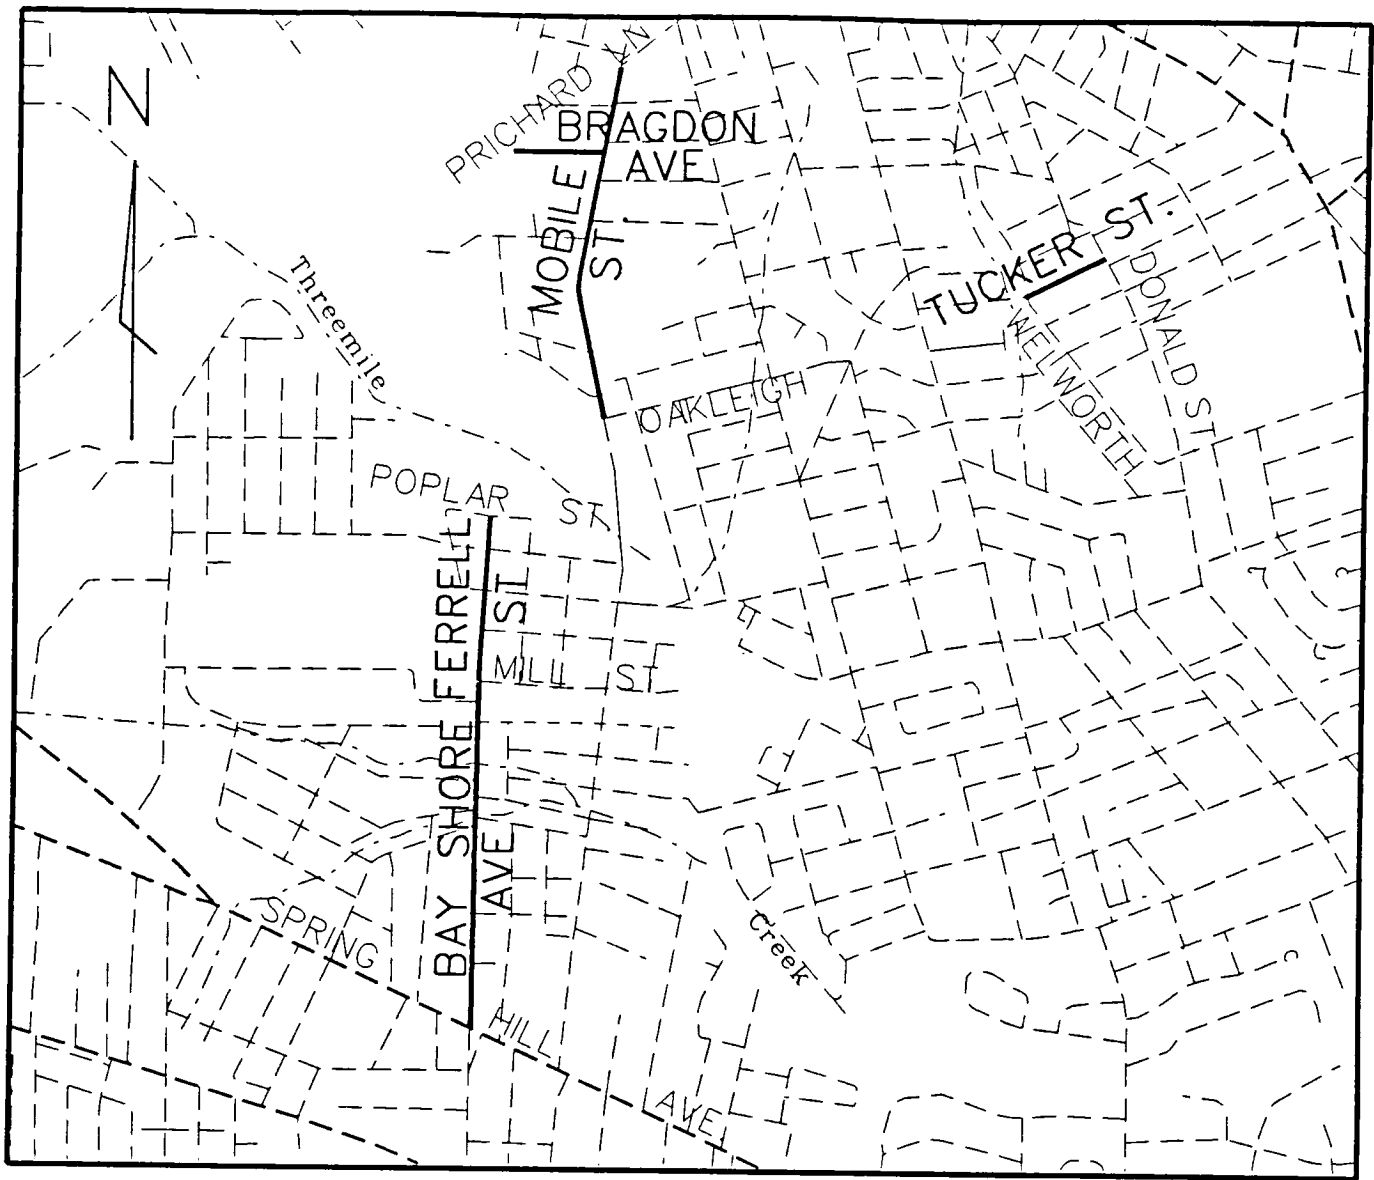 N
PRICHARD LN
BRAGDON
AVE
MOBILE
ST.
TUCKER ST.
DONALD ST
WELWORTH
Threemile
OAKLEIGH
POPLAR ST.
BAY SHORE FERRELL
AVE ST
MILL ST
SPRING
HILL
AVE
Creek